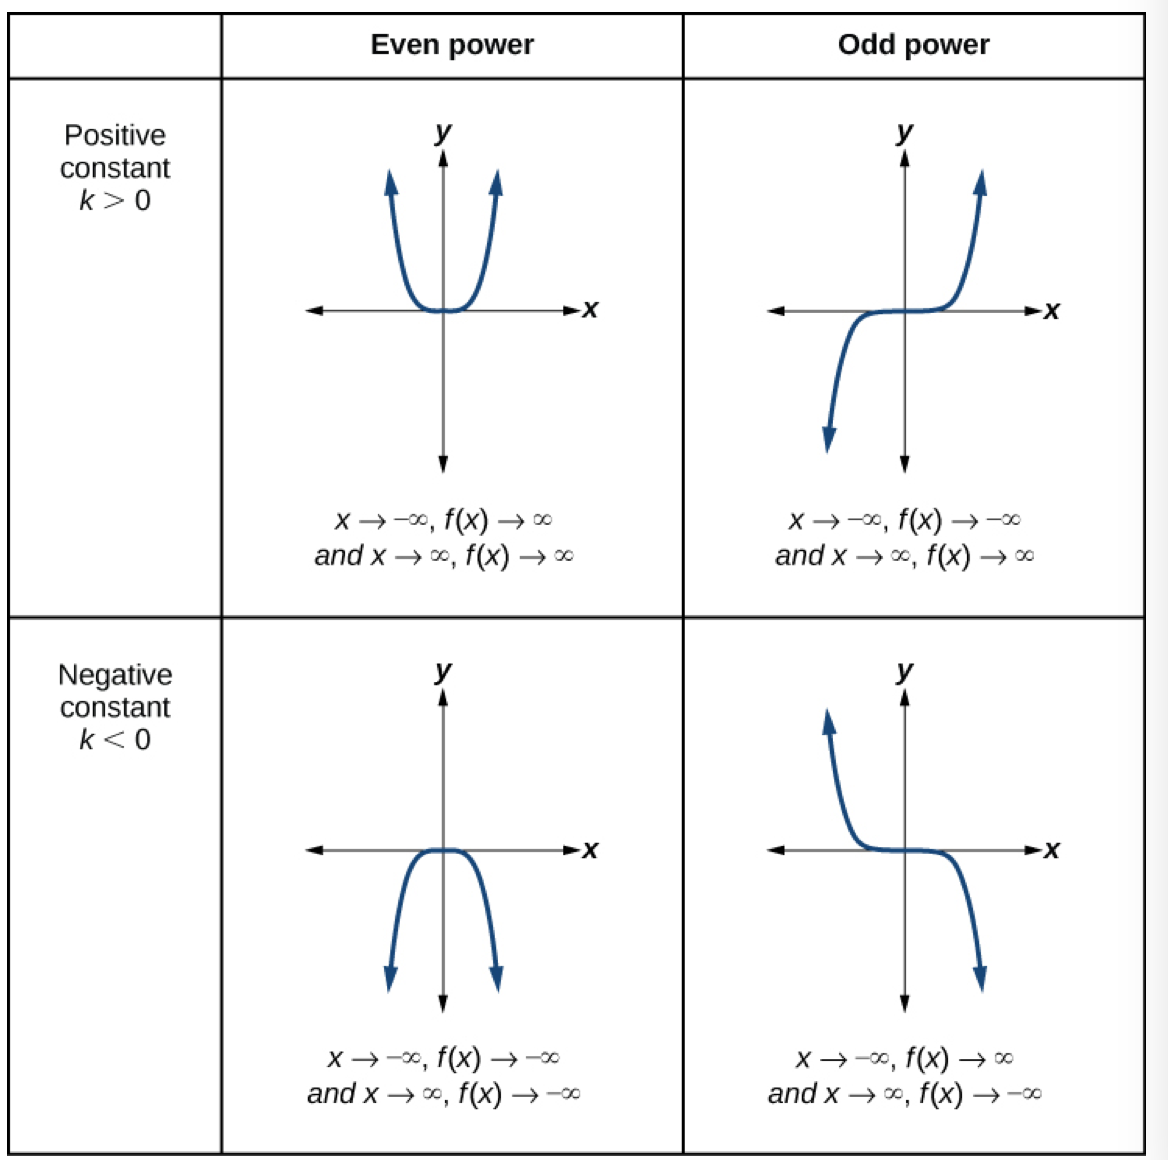 Even power
Odd power
Positive
constant
k > 0
y
x
x → −∞, f(x) → ∞
and x → ∞, f(x) → ∞
y
x
x → −∞, f(x) → −∞
and x → ∞, f(x) → ∞
Negative
constant
k < 0
y
x
x → −∞, f(x) → −∞
and x → ∞, f(x) → −∞
y
x
x → −∞, f(x) → ∞
and x → ∞, f(x) → −∞